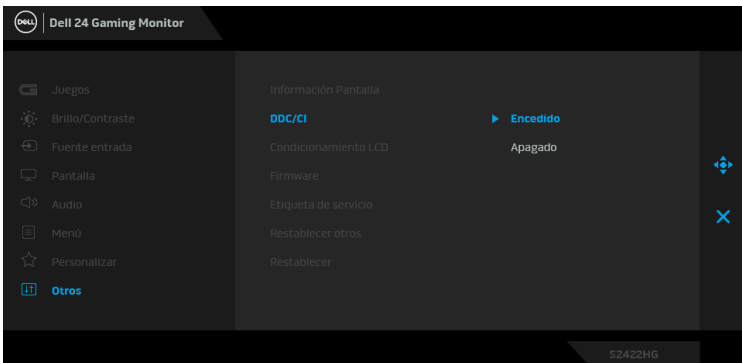 DELL
Dell 24 Gaming Monitor
Juegos
Brillo/Contraste
Fuente entrada
Pantalla
Audio
Menú
Personalizar
Otros
Información Pantalla
DDC/CI
Condicionamiento LCD
Firmware
Etiqueta de servicio
Restablecer otros
Restablecer
Encedido
Apagado
S2422HG